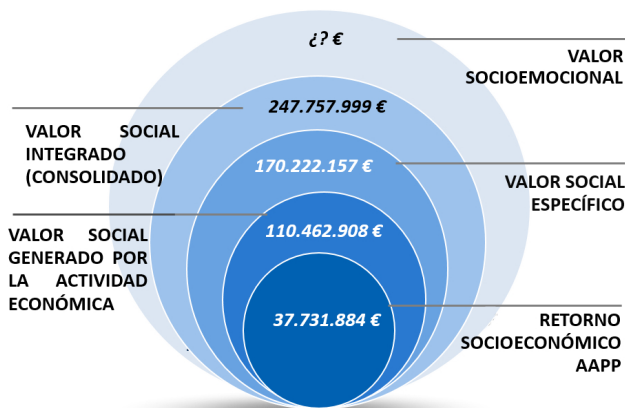 ¿? €
VALOR
SOCIOEMOCIONAL
247.757.999 €
VALOR SOCIAL
INTEGRADO
(CONSOLIDADO)
170.222.157 €
VALOR SOCIAL
ESPECÍFICO
110.462.908 €
VALOR SOCIAL
GENERADO POR
LA ACTIVIDAD
ECONÓMICA
37.731.884 €
RETORNO
SOCIOECONÓMICO
AAPP